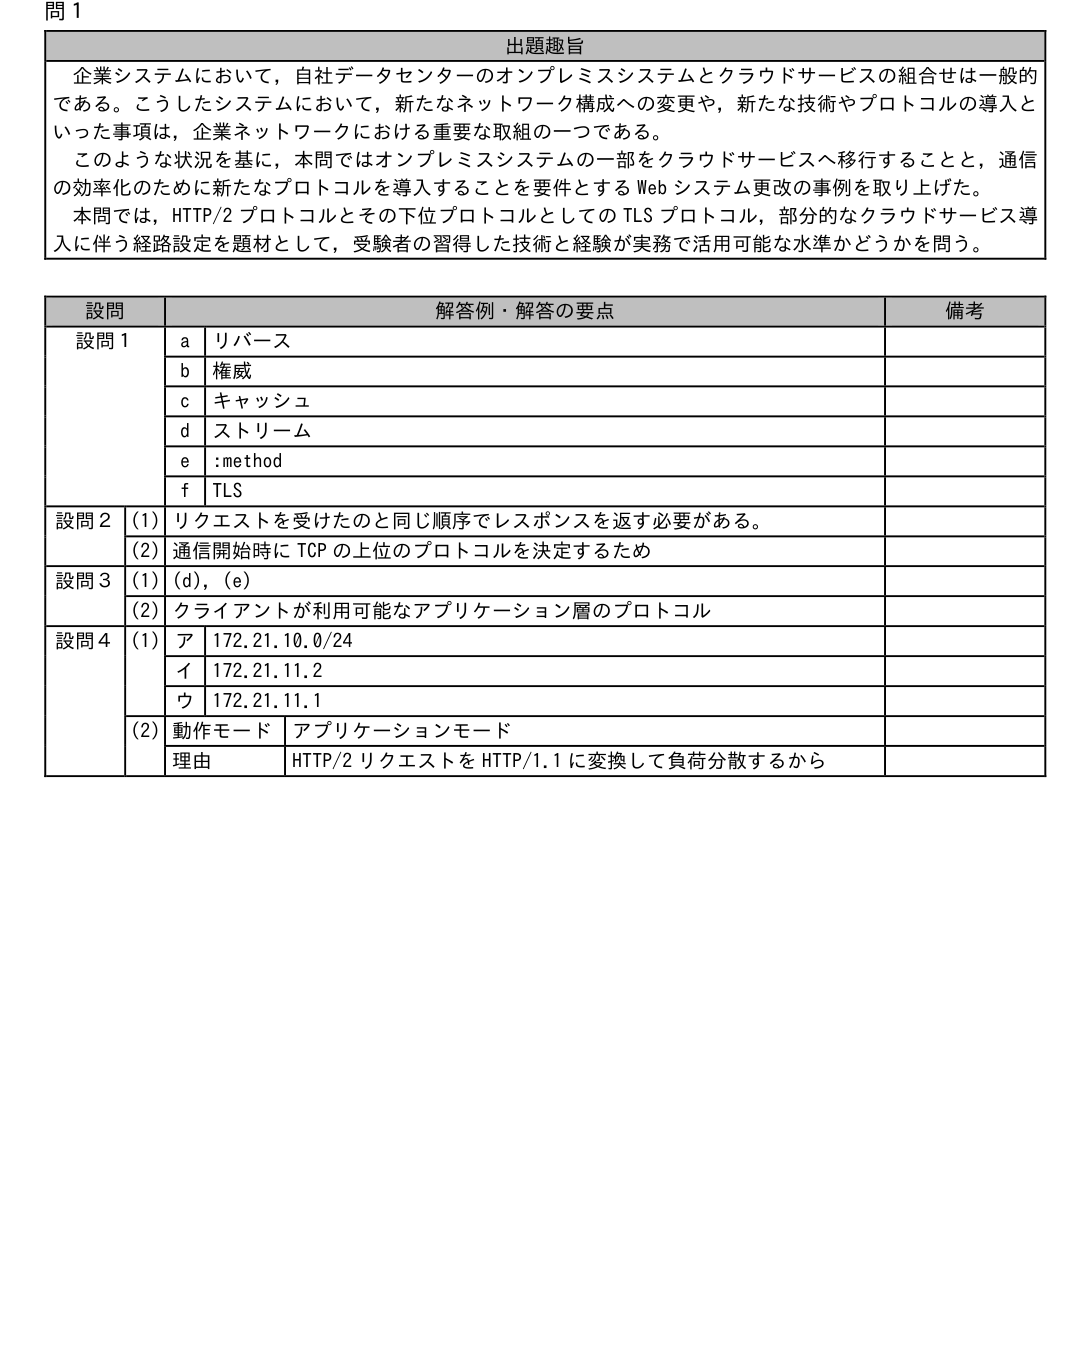 問１
出題趣旨
企業システムにおいて，自社データセンターのオンプレミスシステムとクラウドサービスの組合せは一般的
である。こうしたシステムにおいて，新たなネットワーク構成への変更や，新たな技術やプロトコルの導入と
いった事項は，企業ネットワークにおける重要な取組の一つである。
このような状況を基に，本問ではオンプレミスシステムの一部をクラウドサービスへ移行することと，通信
の効率化のために新たなプロトコルを導入することを要件とする Web システム更改の事例を取り上げた。
本問では，HTTP/2 プロトコルとその下位プロトコルとしての TLS プロトコル，部分的なクラウドサービス導
入に伴う経路設定を題材として，受験者の習得した技術と経験が実務で活用可能な水準かどうかを問う。
設問 解答例・解答の要点 備考
設問１ a リバース
b 権威
c キャッシュ
d ストリーム
e :method
f TLS
設問２ (1) リクエストを受けたのと同じ順序でレスポンスを返す必要がある。
(2) 通信開始時に TCP の上位のプロトコルを決定するため
設問３ (1) (d)，(e)
(2) クライアントが利用可能なアプリケーション層のプロトコル
設問４ (1) ア 172.21.10.0/24
イ 172.21.11.2
ウ 172.21.11.1
(2) 動作モード アプリケーションモード
理由 HTTP/2 リクエストを HTTP/1.1 に変換して負荷分散するから